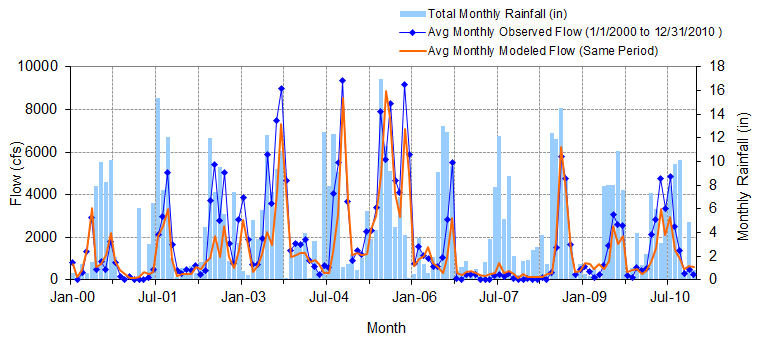 Total Monthly Rainfall (in)
Avg Monthly Observed Flow (1/1/2000 to 12/31/2010 )
Avg Monthly Modeled Flow (Same Period)
10000
8000
6000
4000
2000
0
Flow (cfs)
18
16
14
12
10
8
6
4
2
0
Monthly Rainfall (in)
Jan-00 Jul-01 Jan-03 Jul-04 Jan-06 Jul-07 Jan-09 Jul-10
Month